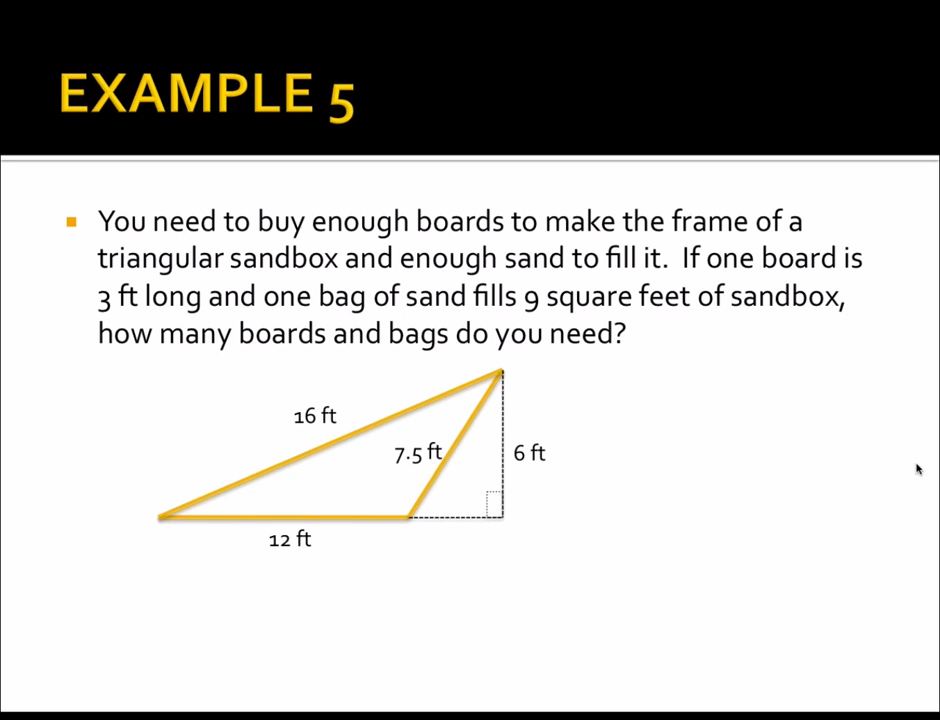 EXAMPLE 5
You need to buy enough boards to make the frame of a
triangular sandbox and enough sand to fill it. If one board is
3 ft long and one bag of sand fills 9 square feet of sandbox,
how many boards and bags do you need?
16 ft
7.5 ft
6 ft
12 ft